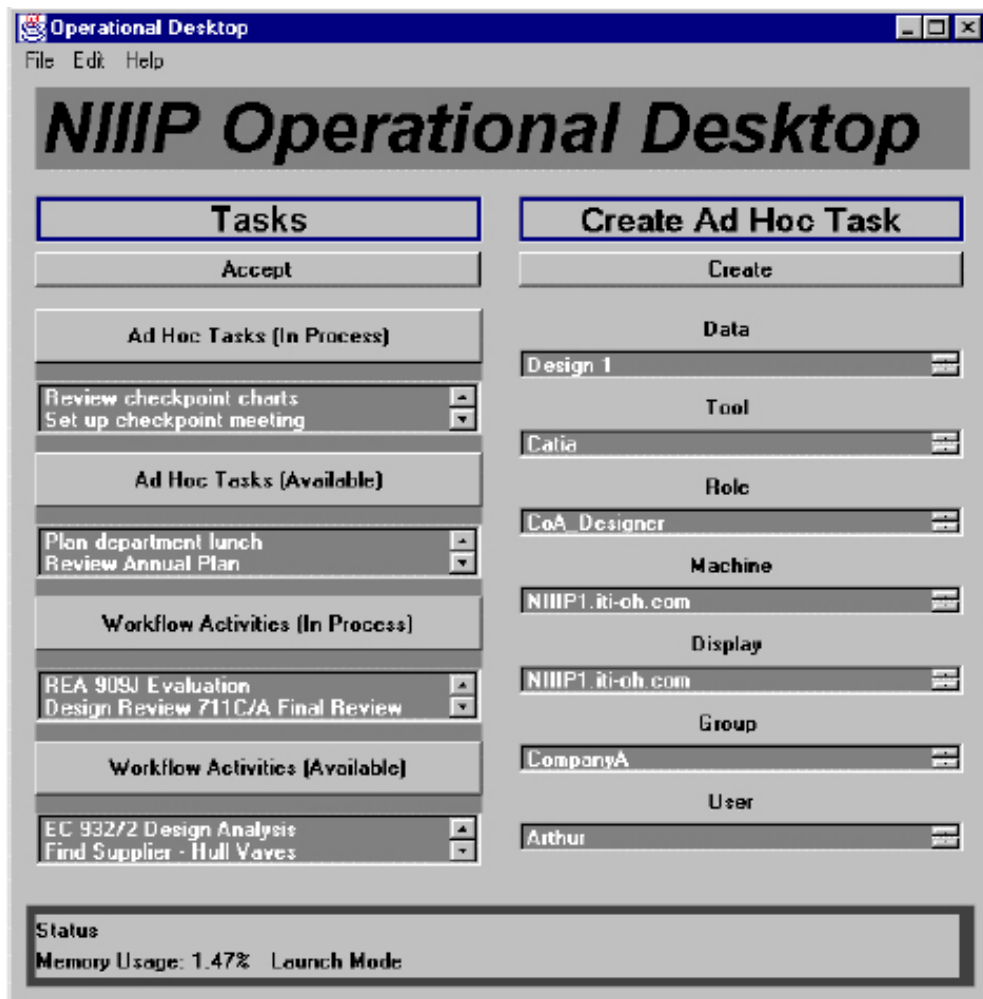 Operational Desktop
File Edit Help
NIIIP Operational Desktop
Tasks
Accept
Ad Hoc Tasks (In Process)
Review checkpoint charts
Set up checkpoint meeting
Ad Hoc Tasks (Available)
Plan department lunch
Review Annual Plan
Workflow Activities (In Process)
REA 909J Evaluation
Design Review 711C/A Final Review
Workflow Activities (Available)
EC 932/2 Design Analysis
Find Supplier - Hull Vaves
Create Ad Hoc Task
Create
Data
Design 1
Tool
Catia
Role
CoA_Designer
Machine
NIIIP1.iti-oh.com
Display
NIIIP1.iti-oh.com
Group
CompanyA
User
Arthur
Status
Memory Usage: 1.47% Launch Mode